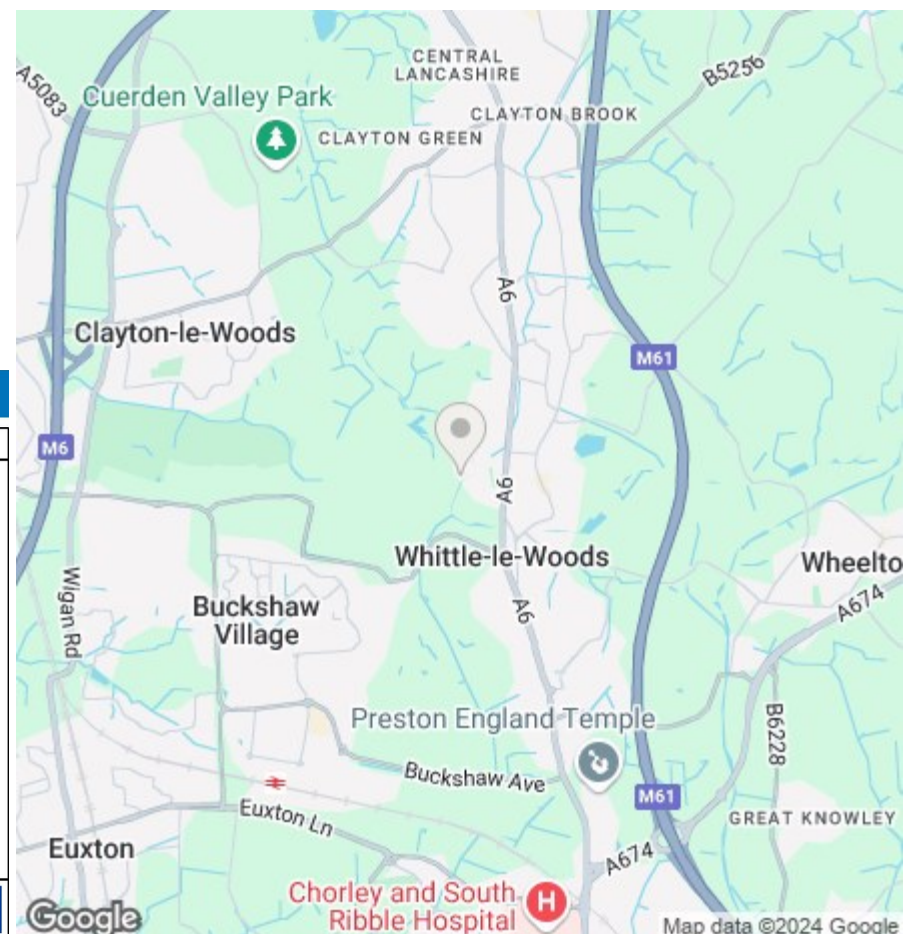 CENTRAL
LANCASHIRE
B5256
A5083
Cuerden Valley Park
CLAYTON BROOK
CLAYTON GREEN
A6
Clayton-le-Woods
M61
M6
A6
Whittle-le-Woods
Wheelto
A674
Wigan Rd
Buckshaw
Village
A6
Preston England Temple
B6228
Buckshaw Ave
M61
Euxton Ln
GREAT KNOWLEY
Euxton
A674
Chorley and South
Ribble Hospital
H
Google
Map data ©2024 Google